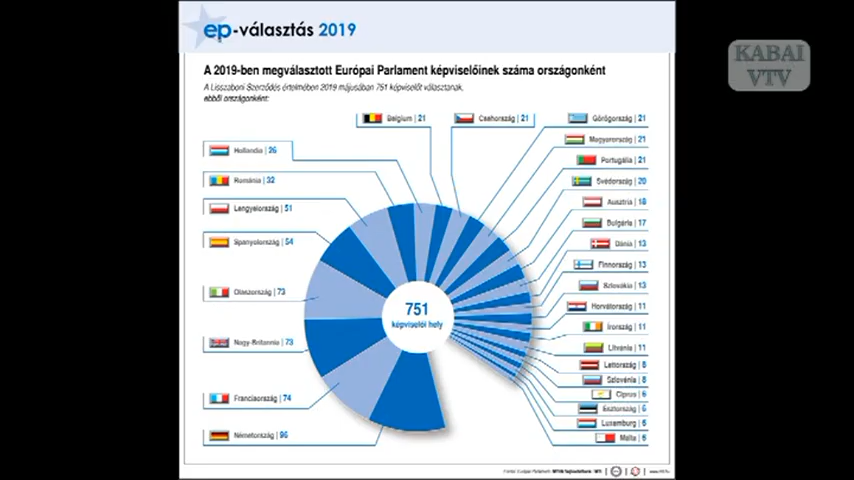 ep-választás 2019
KABAI
VTV
A 2019-ben megválasztott Európai Parlament képviselőinek száma országonként
A Lisszaboni Szerződés értelmében 2019 májusában 751 képviselőt választanak,
ebből országonként:
Belgium | 21
Csehország | 21
Görögország | 21
Magyarország | 21
Portugália | 21
Svédország | 20
Ausztria | 18
Bulgária | 17
Dánia | 13
Finnország | 13
Szlovákia | 13
Horvátország | 11
Írország | 11
Litvánia | 11
Lettország | 8
Szlovénia | 8
Ciprus | 6
Észtország | 6
Luxemburg | 6
Málta | 6
Hollandia | 26
Románia | 32
Lengyelország | 51
Spanyolország | 54
Olaszország | 73
Nagy-Britannia | 73
Franciaország | 74
Németország | 96
751
képviselői hely